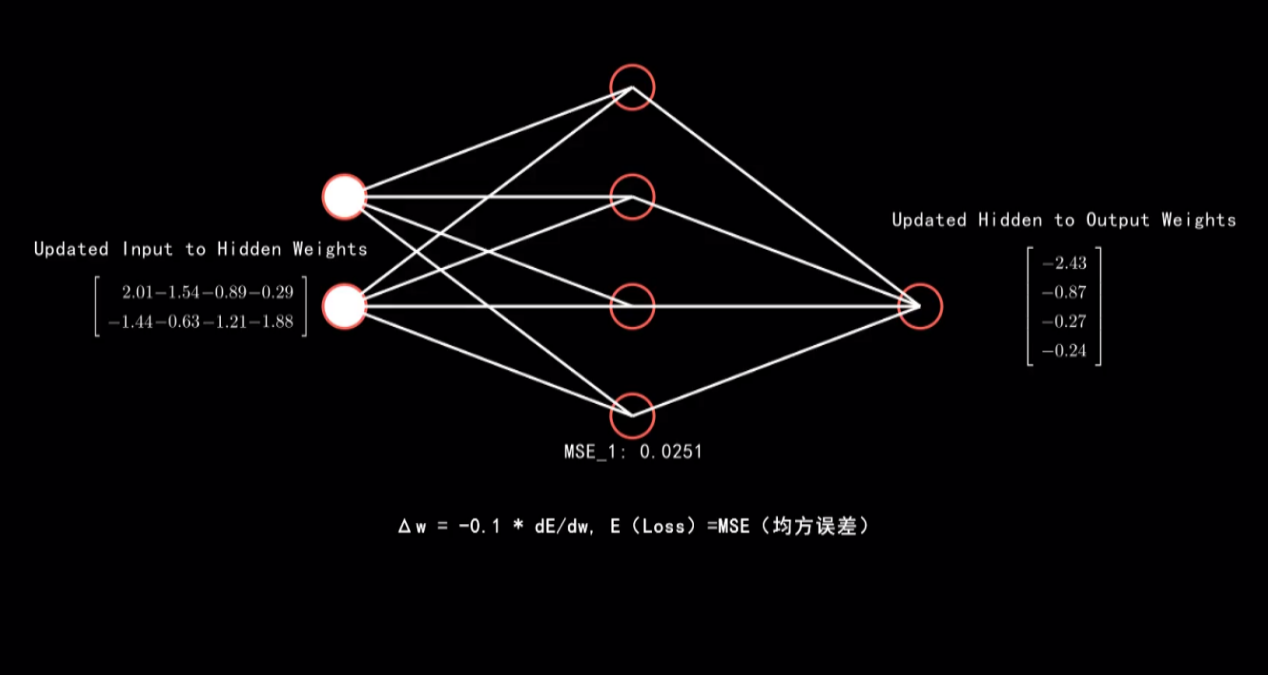 Updated Hidden to Output Weights
Updated Input to Hidden Weights
2.01−1.54−0.89−0.29
−1.44−0.63−1.21−1.88
−2.43
−0.87
−0.27
−0.24
MSE_1: 0.0251
Δw = -0.1 * dE/dw, E（Loss）=MSE（均方误差）